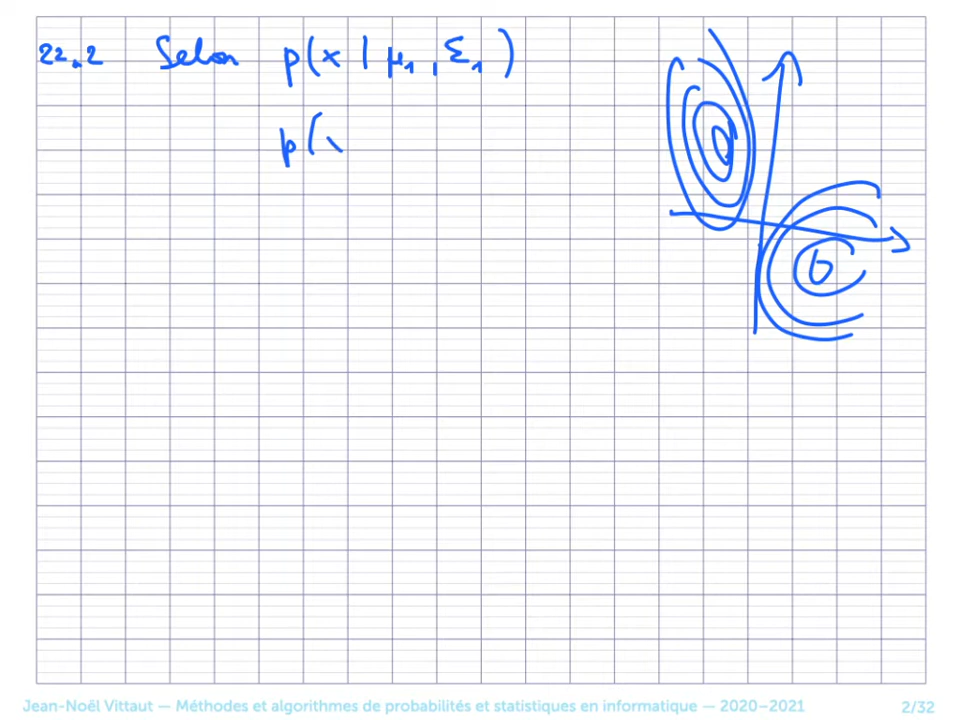 22.2 Selon p(x | μ₁, Σ₁)
p(
Jean-Noël Vittaut — Méthodes et algorithmes de probabilités et statistiques en informatique — 2020–2021 2/32